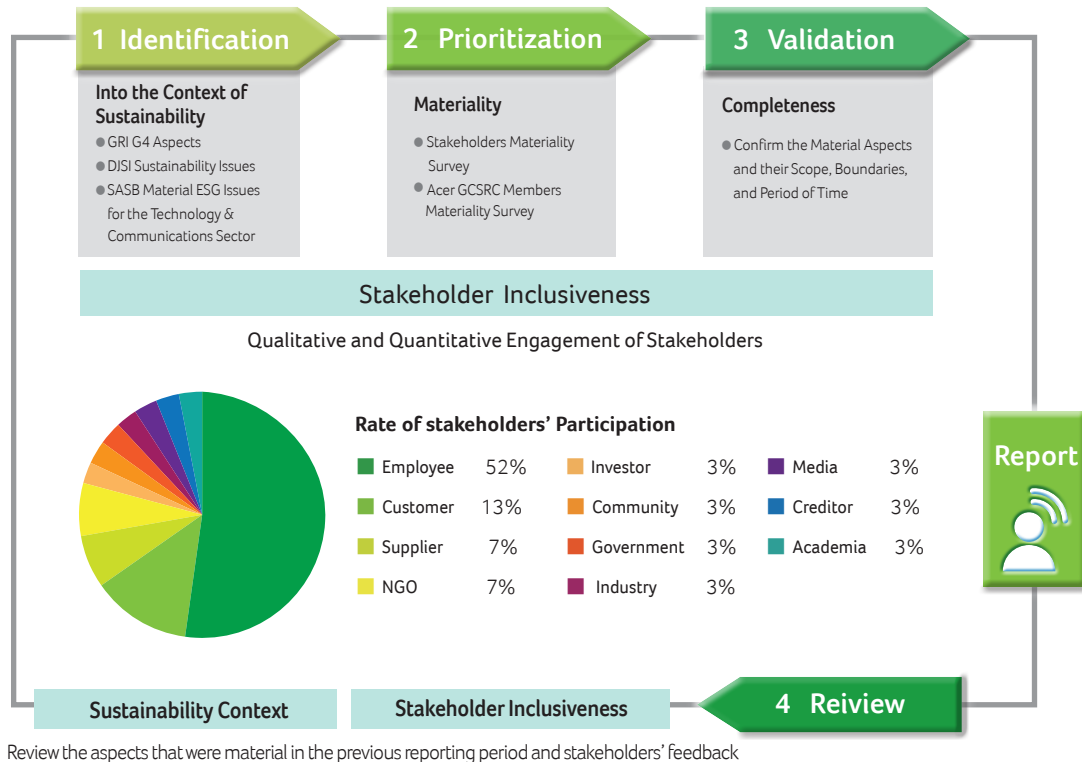 1 Identification
Into the Context of
Sustainability
GRI G4 Aspects
DJSI Sustainability Issues
SASB Material ESG Issues
for the Technology &
Communications Sector
2 Prioritization
Materiality
Stakeholders Materiality
Survey
Acer GCSRC Members
Materiality Survey
3 Validation
Completeness
Confirm the Material Aspects
and their Scope, Boundaries,
and Period of Time
Stakeholder Inclusiveness
Qualitative and Quantitative Engagement of Stakeholders
Rate of stakeholders’ Participation
Employee 52%
Customer 13%
Supplier 7%
NGO 7%
Investor 3%
Community 3%
Government 3%
Industry 3%
Media 3%
Creditor 3%
Academia 3%
Report
4 Reiview
Stakeholder Inclusiveness
Sustainability Context
Review the aspects that were material in the previous reporting period and stakeholders’ feedback